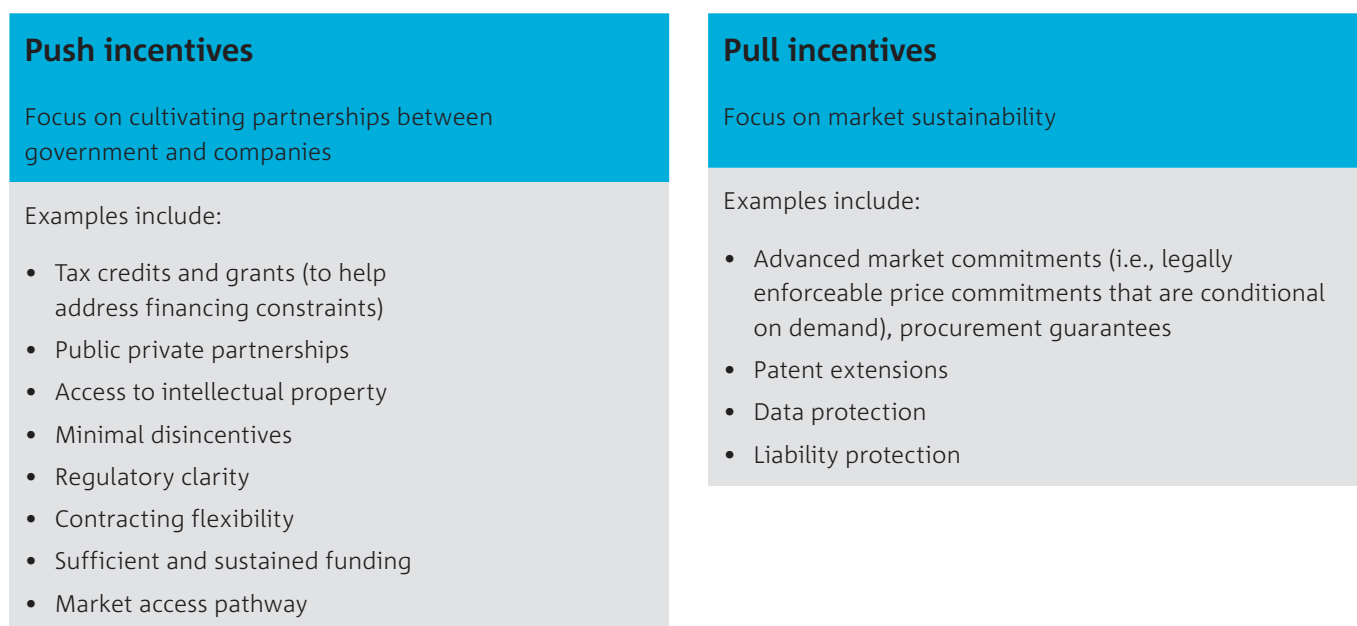 Push incentives
Focus on cultivating partnerships between
government and companies
Examples include:
• Tax credits and grants (to help
address financing constraints)
• Public private partnerships
• Access to intellectual property
• Minimal disincentives
• Regulatory clarity
• Contracting flexibility
• Sufficient and sustained funding
• Market access pathway
Pull incentives
Focus on market sustainability
Examples include:
• Advanced market commitments (i.e., legally
enforceable price commitments that are conditional
on demand), procurement guarantees
• Patent extensions
• Data protection
• Liability protection